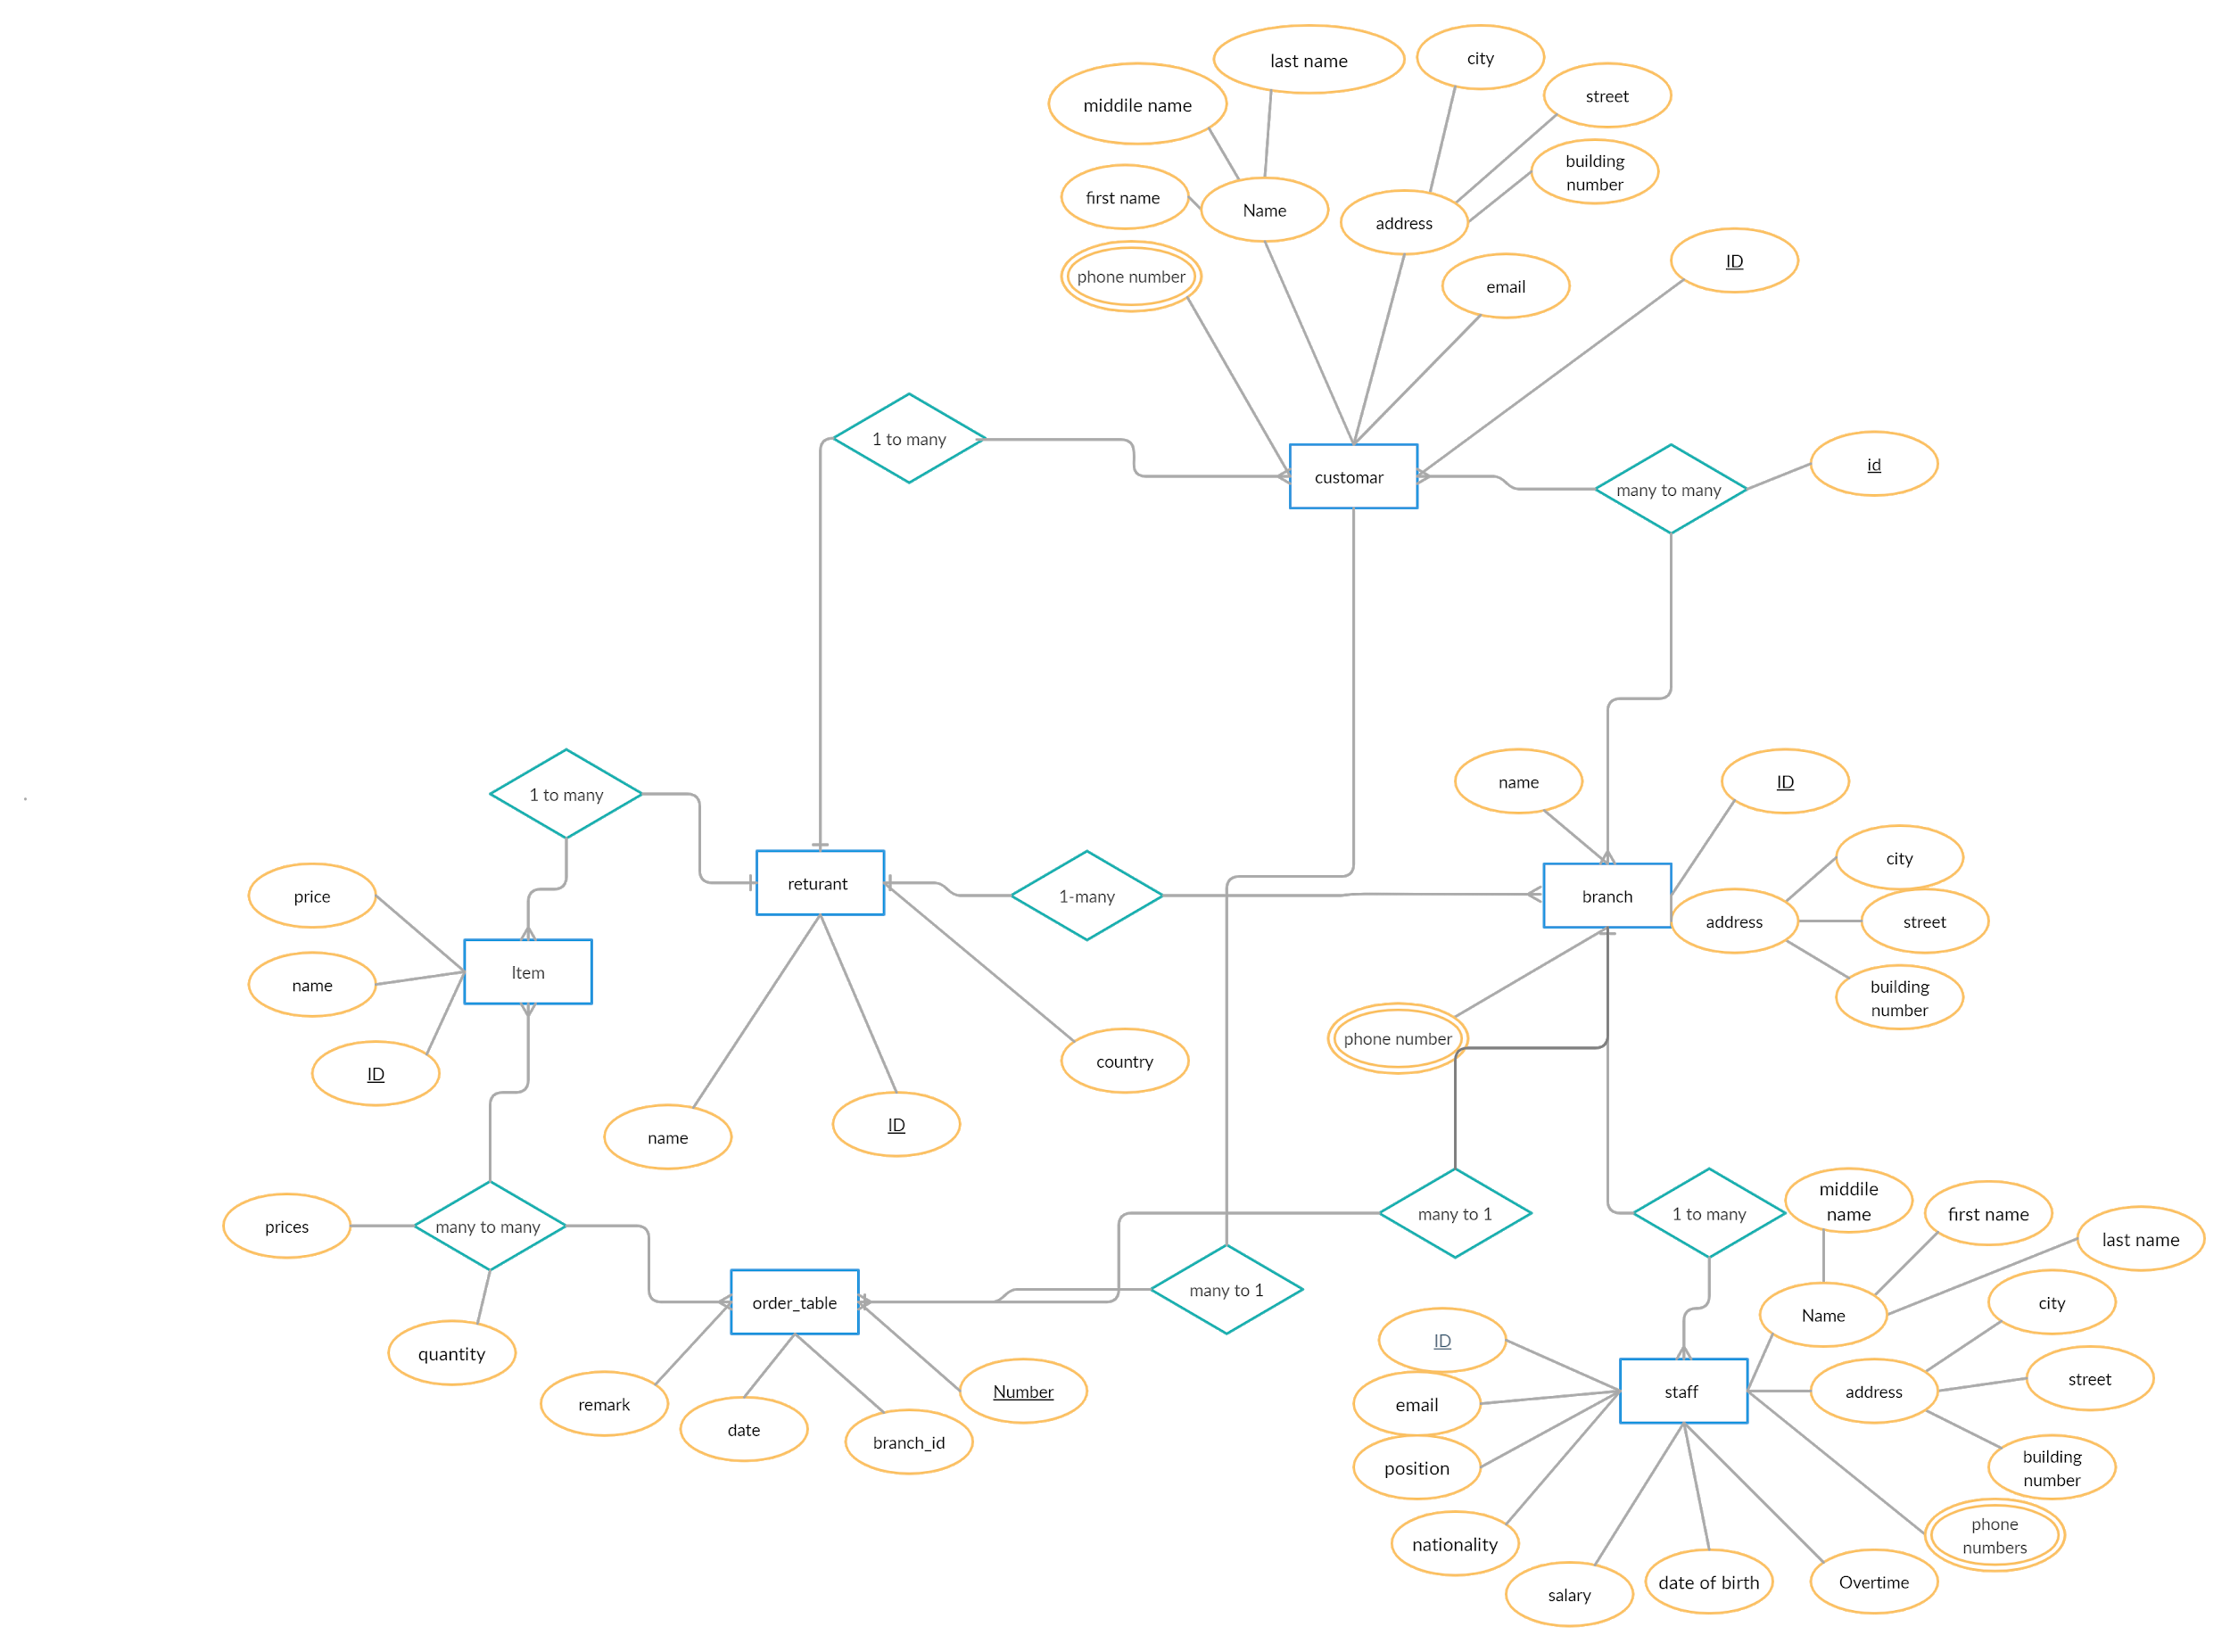 last name
city
middile name
street
building
number
first name
Name
address
phone number
email
ID
1 to many
customar
many to many
id
1 to many
name
ID
price
returant
1-many
branch
city
address
street
name
Item
building
number
ID
phone number
country
name
ID
prices
many to many
many to 1
1 to many
middile
name
first name
last name
quantity
order_table
many to 1
Name
city
remark
date
branch_id
Number
ID
email
staff
address
street
position
building
number
nationality
phone
numbers
salary
date of birth
Overtime